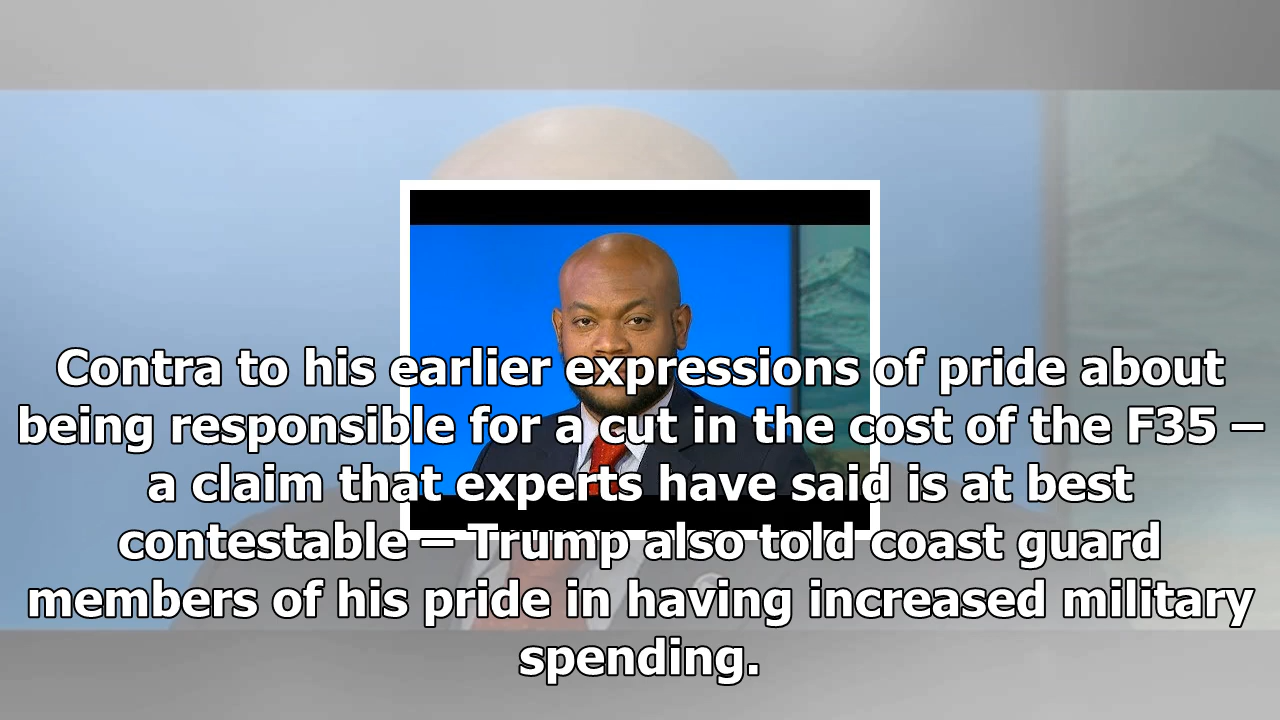 Contra to his earlier expressions of pride about
being responsible for a cut in the cost of the F35 –
a claim that experts have said is at best
contestable – Trump also told coast guard
members of his pride in having increased military
spending.